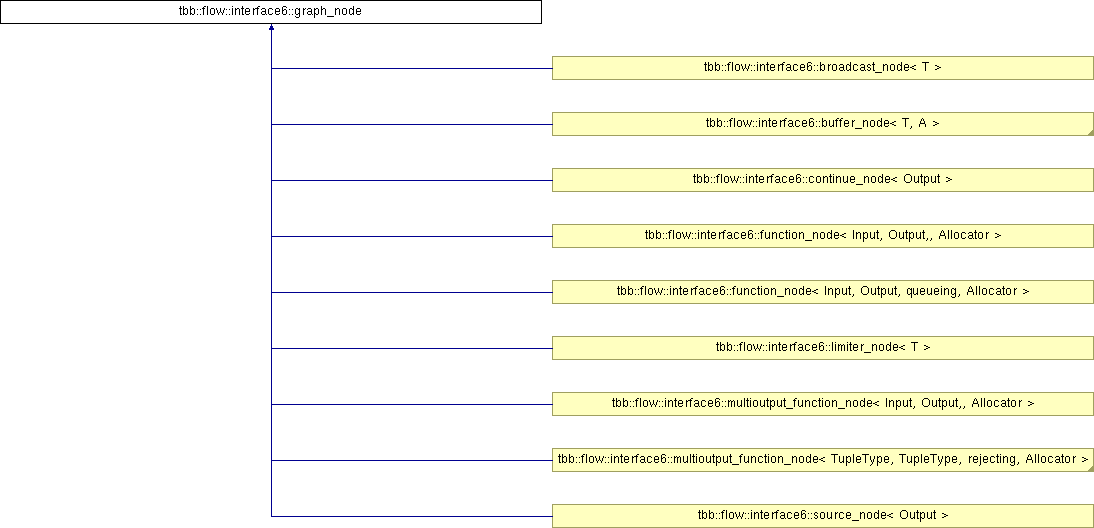 tbb::flow::interface6::graph_node
tbb::flow::interface6::broadcast_node< T >
tbb::flow::interface6::buffer_node< T, A >
tbb::flow::interface6::continue_node< Output >
tbb::flow::interface6::function_node< Input, Output,, Allocator >
tbb::flow::interface6::function_node< Input, Output, queueing, Allocator >
tbb::flow::interface6::limiter_node< T >
tbb::flow::interface6::multioutput_function_node< Input, Output,, Allocator >
tbb::flow::interface6::multioutput_function_node< TupleType, TupleType, rejecting, Allocator >
tbb::flow::interface6::source_node< Output >